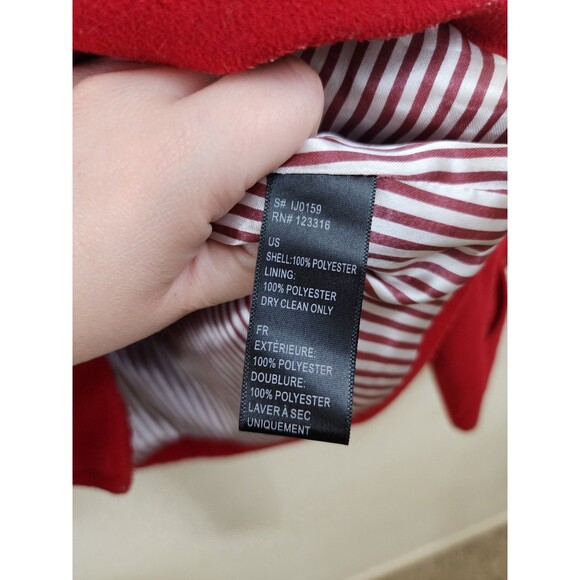 S# IJ0159
RN# 123316
US
SHELL:100% POLYESTER
LINING:
100% POLYESTER
DRY CLEAN ONLY
FR
EXTÉRIEURE:
100% POLYESTER
DOUBLURE:
100% POLYESTER
LAVER À SEC
UNIQUEMENT